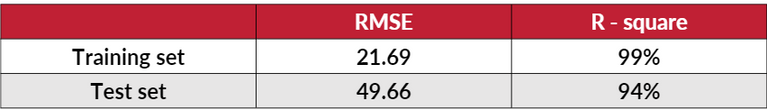 RMSE R - square
Training set 21.69 99%
Test set 49.66 94%